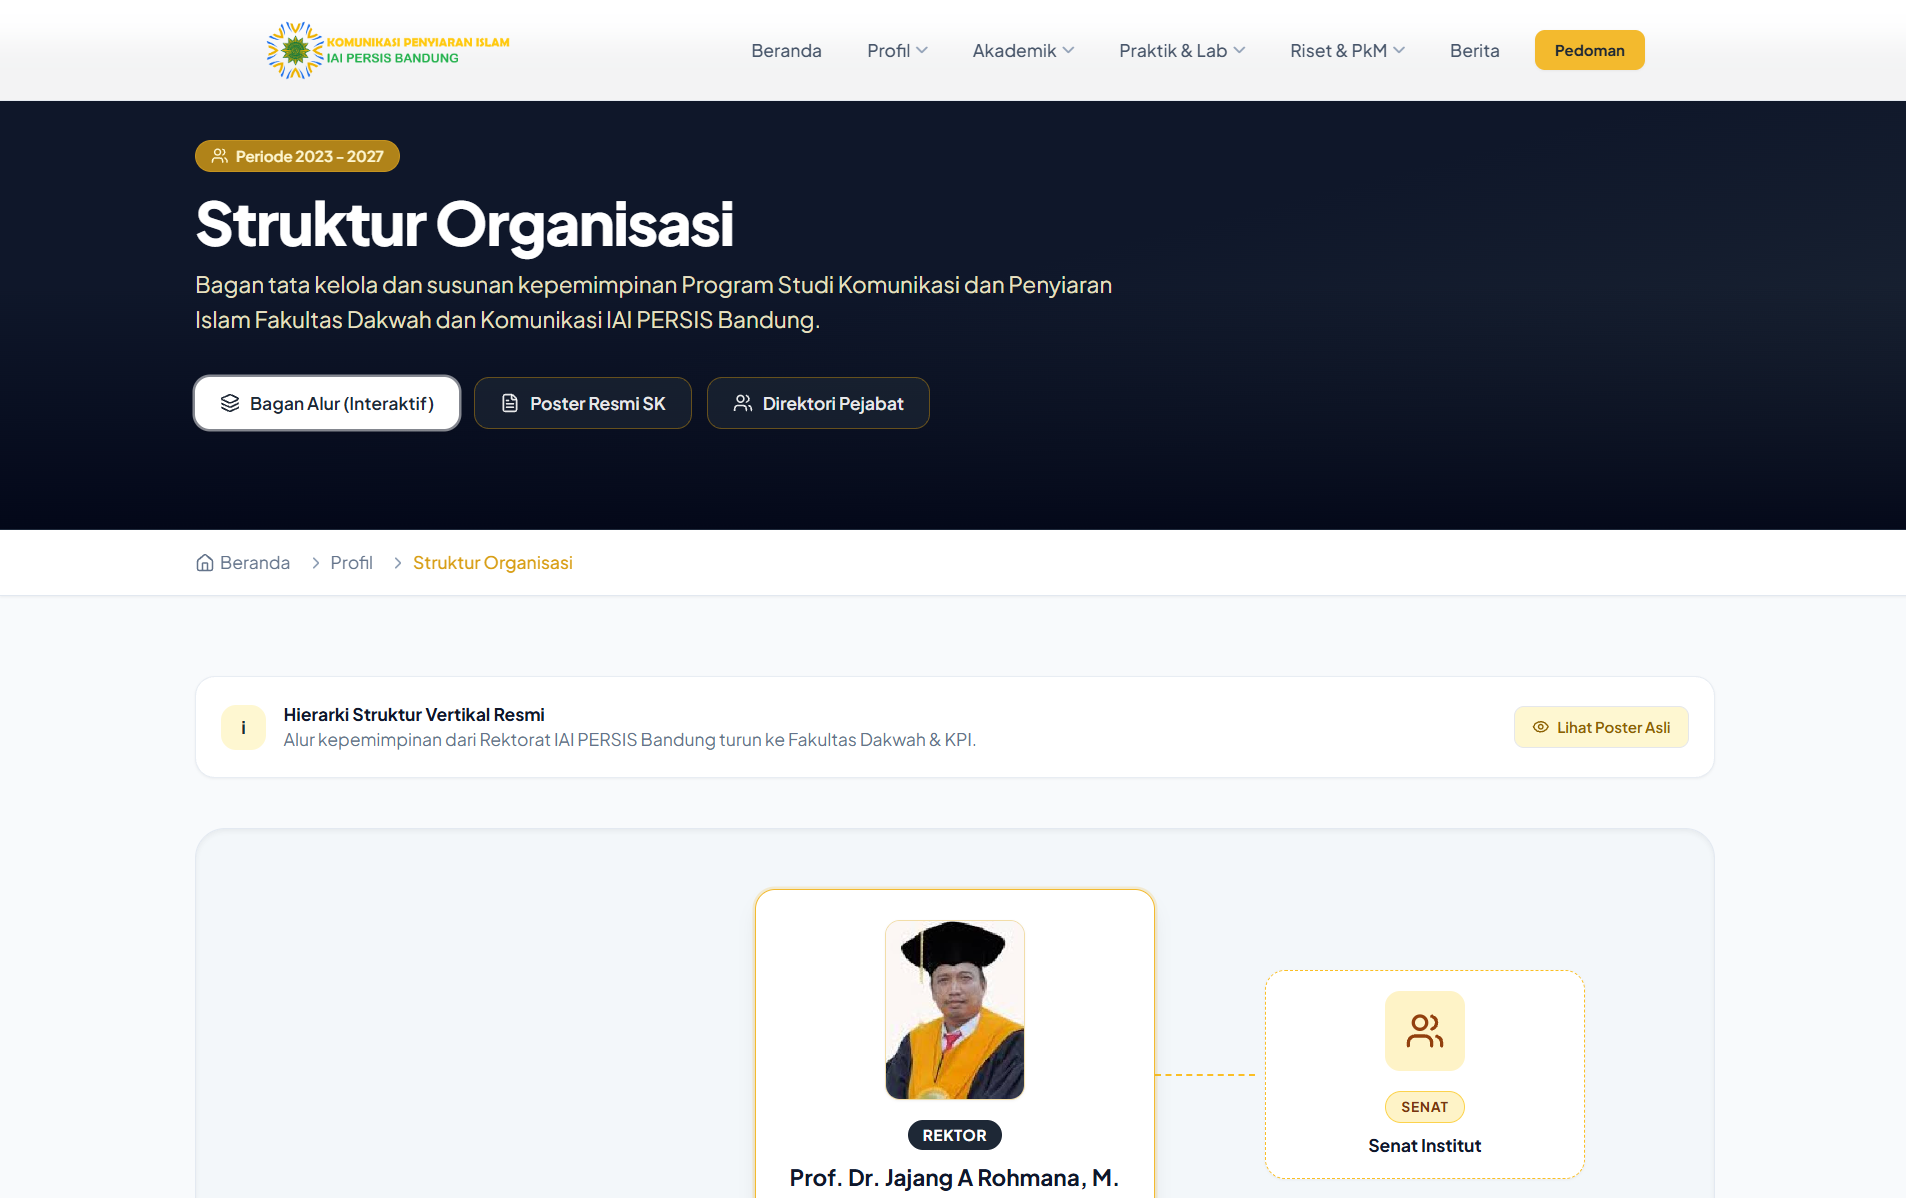 KOMUNIKASI PENYIARAN ISLAM
IAI PERSIS BANDUNG
Beranda
Profil
Akademik
Praktik & Lab
Riset & PkM
Berita
Pedoman
Periode 2023 - 2027
Struktur Organisasi
Bagan tata kelola dan susunan kepemimpinan Program Studi Komunikasi dan Penyiaran
Islam Fakultas Dakwah dan Komunikasi IAI PERSIS Bandung.
Bagan Alur (Interaktif)
Poster Resmi SK
Direktori Pejabat
Beranda
Profil
Struktur Organisasi
i
Hierarki Struktur Vertikal Resmi
Alur kepemimpinan dari Rektorat IAI PERSIS Bandung turun ke Fakultas Dakwah & KPI.
Lihat Poster Asli
REKTOR
Prof. Dr. Jajang A Rohmana, M.
SENAT
Senat Institut